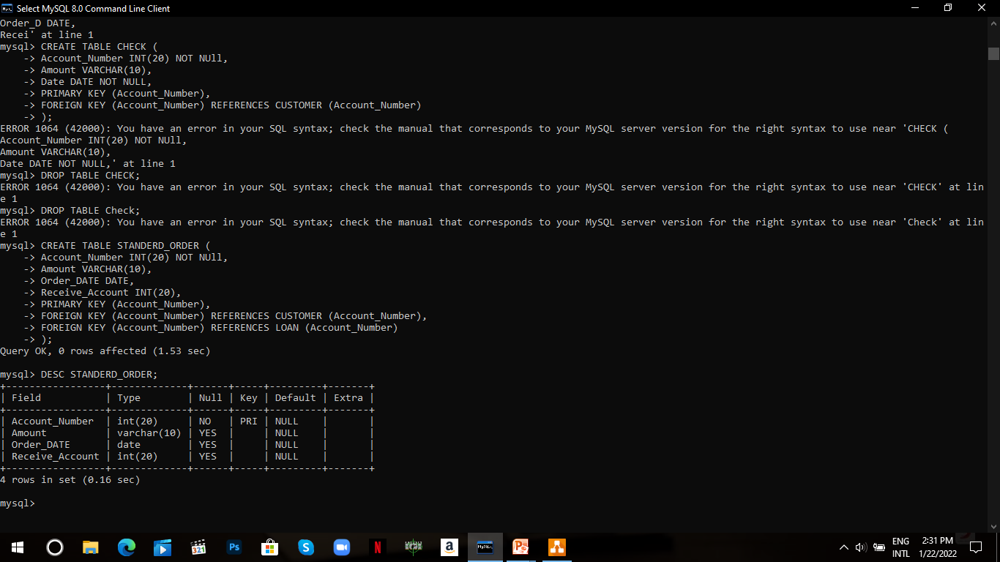 Select MySQL 8.0 Command Line Client
Order_D DATE,
Recei' at line 1
mysql> CREATE TABLE CHECK (
    -> Account_Number INT(20) NOT NUll,
    -> Amount VARCHAR(10),
    -> Date DATE NOT NULL,
    -> PRIMARY KEY (Account_Number),
    -> FOREIGN KEY (Account_Number) REFERENCES CUSTOMER (Account_Number)
    -> );
ERROR 1064 (42000): You have an error in your SQL syntax; check the manual that corresponds to your MySQL server version for the right syntax to use near 'CHECK (
Account_Number INT(20) NOT NUll,
Amount VARCHAR(10),
Date DATE NOT NULL,' at line 1
mysql> DROP TABLE CHECK;
ERROR 1064 (42000): You have an error in your SQL syntax; check the manual that corresponds to your MySQL server version for the right syntax to use near 'CHECK' at lin
e 1
mysql> DROP TABLE Check;
ERROR 1064 (42000): You have an error in your SQL syntax; check the manual that corresponds to your MySQL server version for the right syntax to use near 'Check' at lin
e 1
mysql> CREATE TABLE STANDERD_ORDER (
    -> Account_Number INT(20) NOT NUll,
    -> Amount VARCHAR(10),
    -> Order_DATE DATE,
    -> Receive_Account INT(20),
    -> PRIMARY KEY (Account_Number),
    -> FOREIGN KEY (Account_Number) REFERENCES CUSTOMER (Account_Number),
    -> FOREIGN KEY (Account_Number) REFERENCES LOAN (Account_Number)
    -> );
Query OK, 0 rows affected (1.53 sec)
mysql> DESC STANDERD_ORDER;
+-----------------+-------------+------+-----+---------+-------+
| Field           | Type        | Null | Key | Default | Extra |
+-----------------+-------------+------+-----+---------+-------+
| Account_Number  | int(20)     | NO   | PRI | NULL    |       |
| Amount          | varchar(10) | YES  |     | NULL    |       |
| Order_DATE      | date        | YES  |     | NULL    |       |
| Receive_Account | int(20)     | YES  |     | NULL    |       |
+-----------------+-------------+------+-----+---------+-------+
4 rows in set (0.16 sec)
mysql>
321
Ps
S
N
a
MySQL
P
ENG
INTL
2:31 PM
1/22/2022